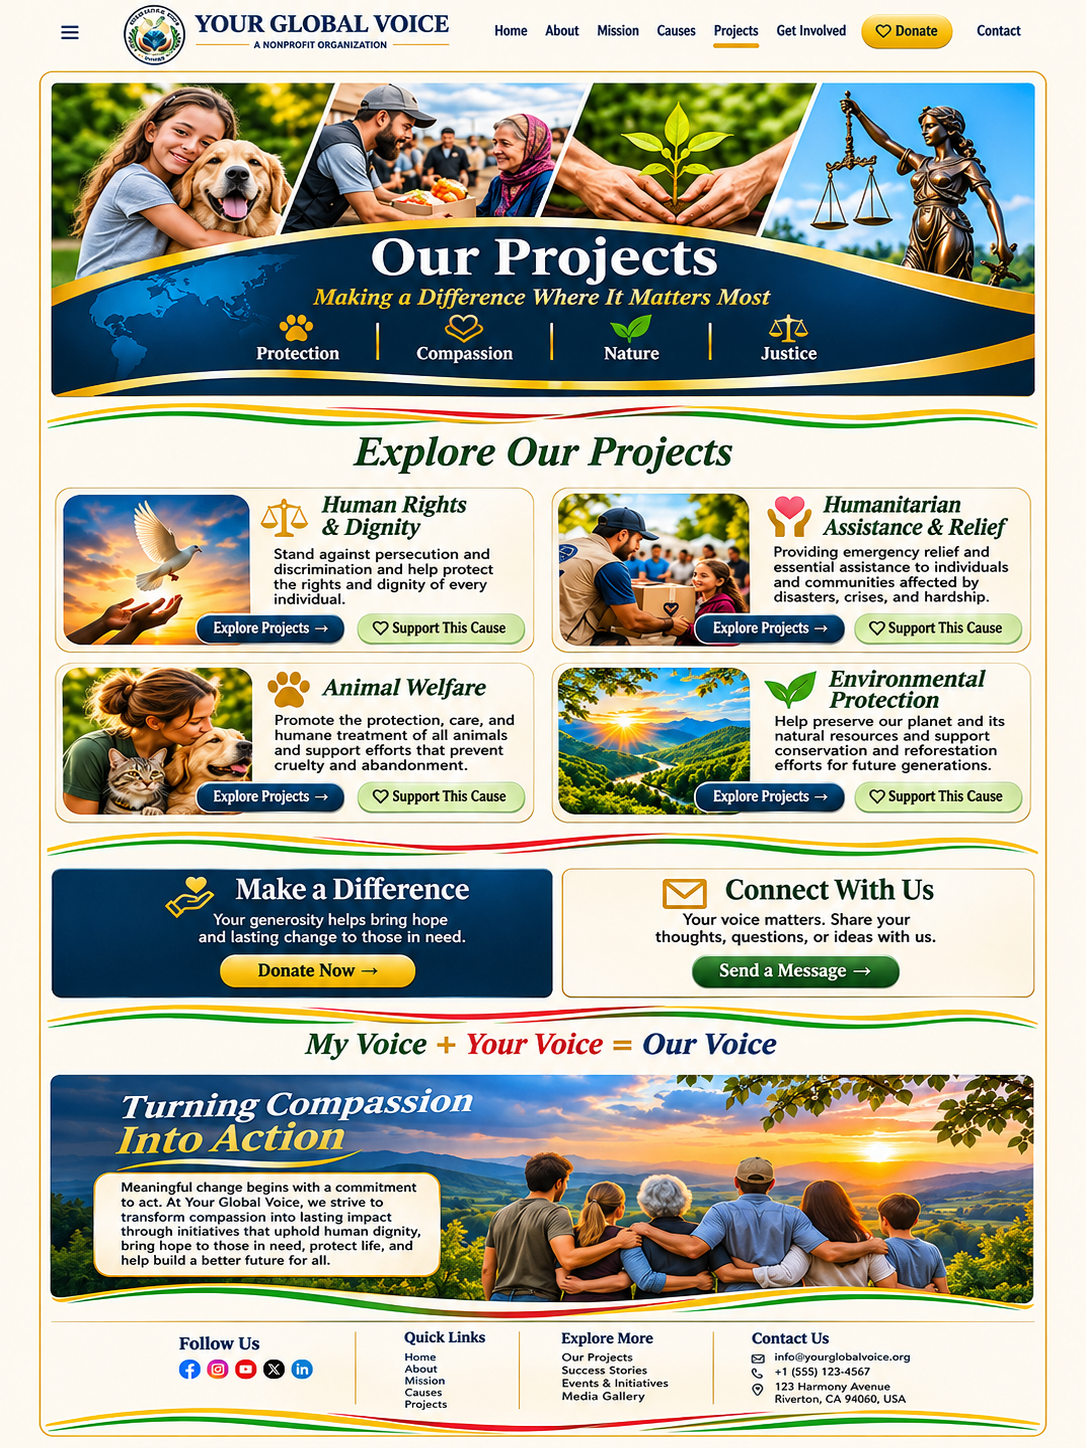 YOUR GLOBAL VOICE
A NONPROFIT ORGANIZATION
Home About Mission Causes Projects Get Involved Donate Contact
Our Projects
Making a Difference Where It Matters Most
Protection Compassion Nature Justice
Explore Our Projects
Human Rights
& Dignity
Stand against persecution and
discrimination and help protect
the rights and dignity of every
individual.
Explore Projects → Support This Cause
Humanitarian
Assistance & Relief
Providing emergency relief and
essential assistance to individuals
and communities affected by
disasters, crises, and hardship.
Explore Projects → Support This Cause
Animal Welfare
Promote the protection, care, and
humane treatment of all animals
and support efforts that prevent
cruelty and abandonment.
Explore Projects → Support This Cause
Environmental
Protection
Help preserve our planet and its
natural resources and support
conservation and reforestation
efforts for future generations.
Explore Projects → Support This Cause
Make a Difference
Your generosity helps bring hope
and lasting change to those in need.
Donate Now →
Connect With Us
Your voice matters. Share your
thoughts, questions, or ideas with us.
Send a Message →
My Voice + Your Voice = Our Voice
Turning Compassion
Into Action
Meaningful change begins with a commitment
to act. At Your Global Voice, we strive to
transform compassion into lasting impact
through initiatives that uphold human dignity,
bring hope to those in need, protect life, and
help build a better future for all.
Follow Us
Quick Links
Home
About
Mission
Causes
Projects
Explore More
Our Projects
Success Stories
Events & Initiatives
Media Gallery
Contact Us
info@yourglobalvoice.org
+1 (555) 123-4567
123 Harmony Avenue
Riverton, CA 94060, USA